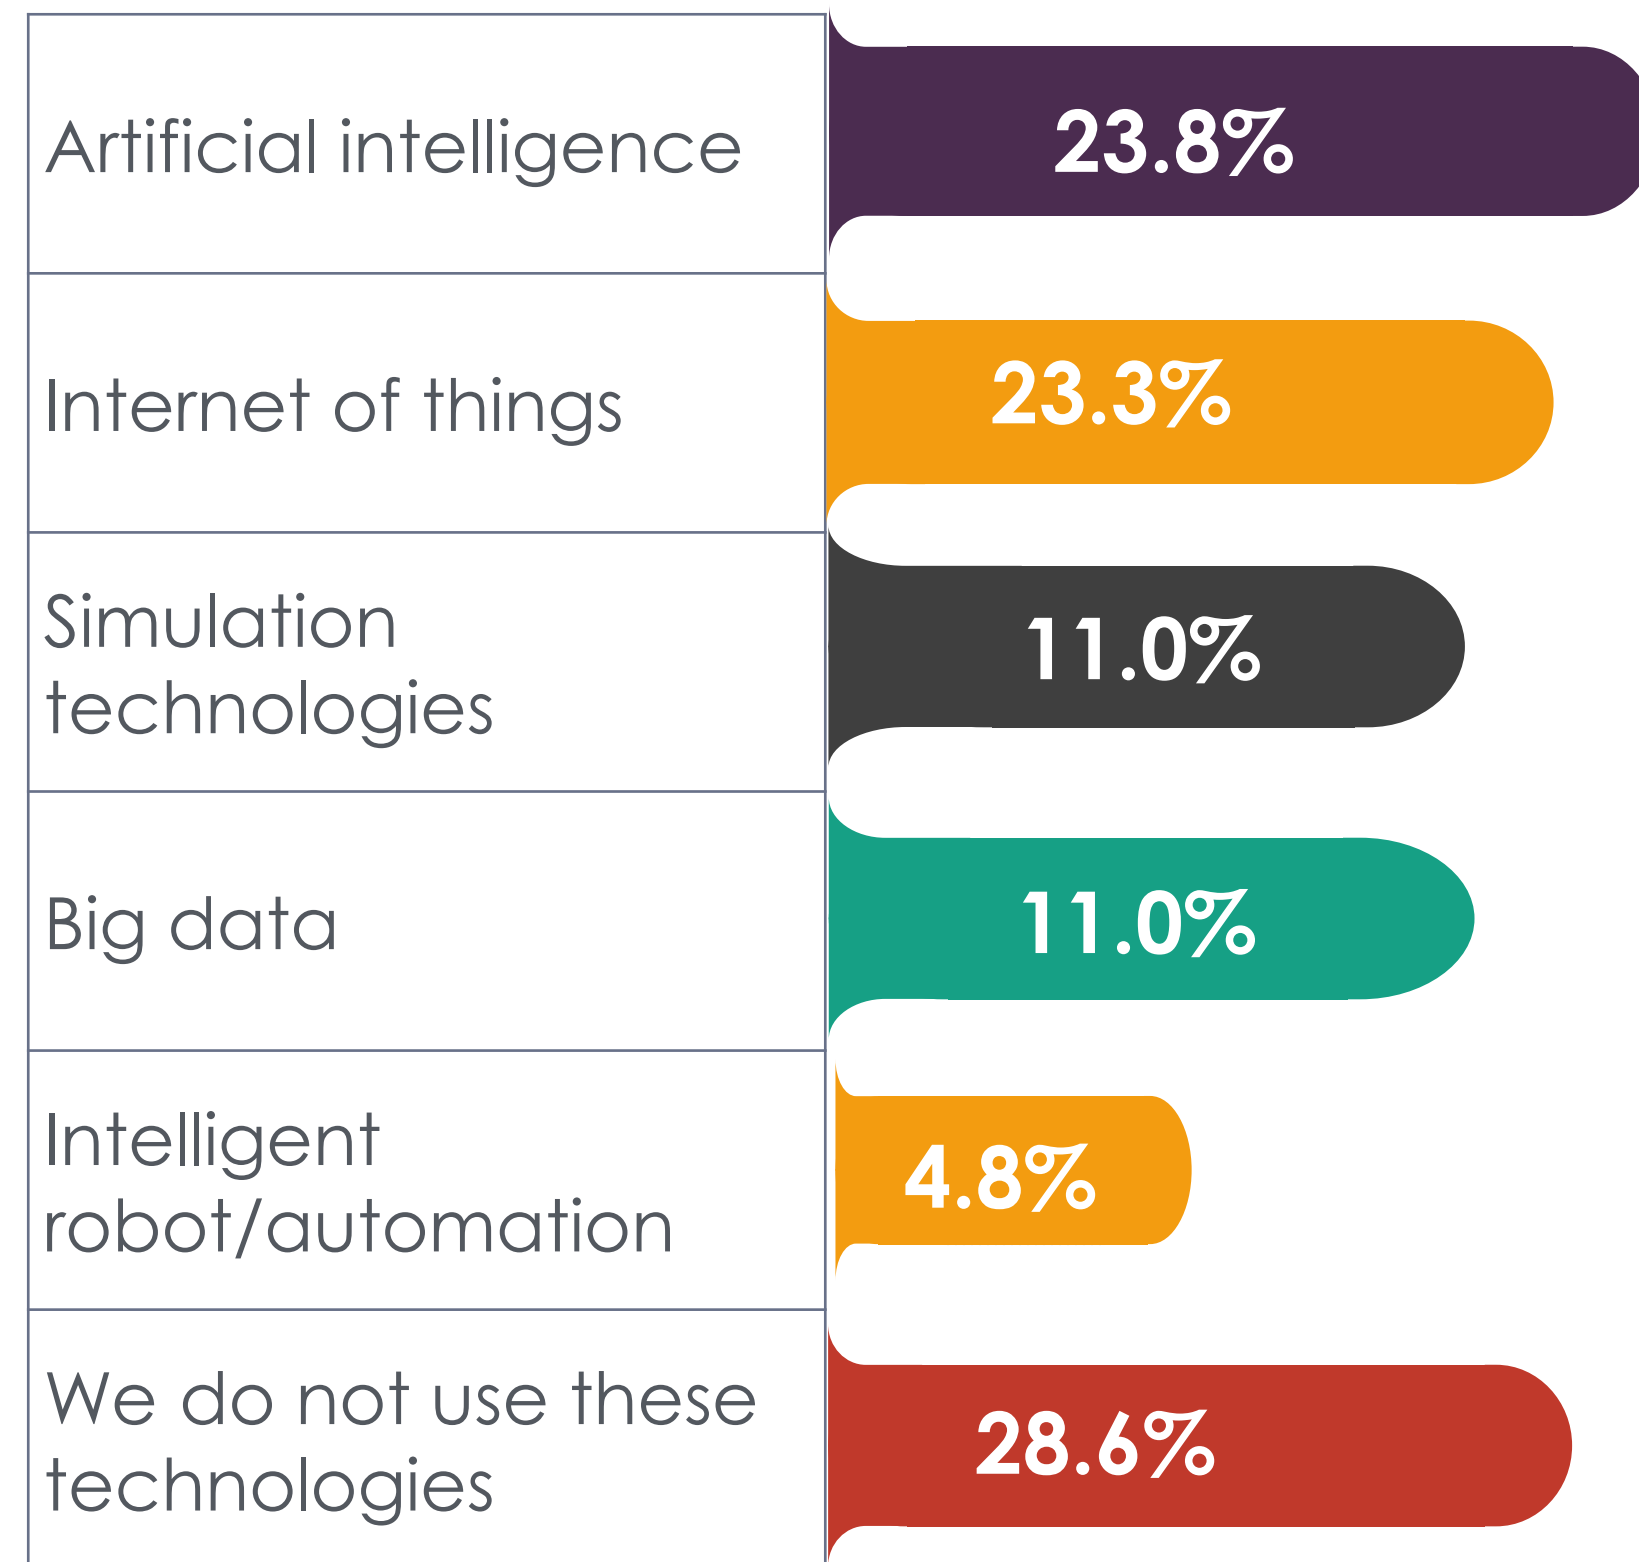 Artificial intelligence
23.8%
Internet of things
23.3%
Simulation
technologies
11.0%
Big data
11.0%
Intelligent
robot/automation
4.8%
We do not use these
technologies
28.6%